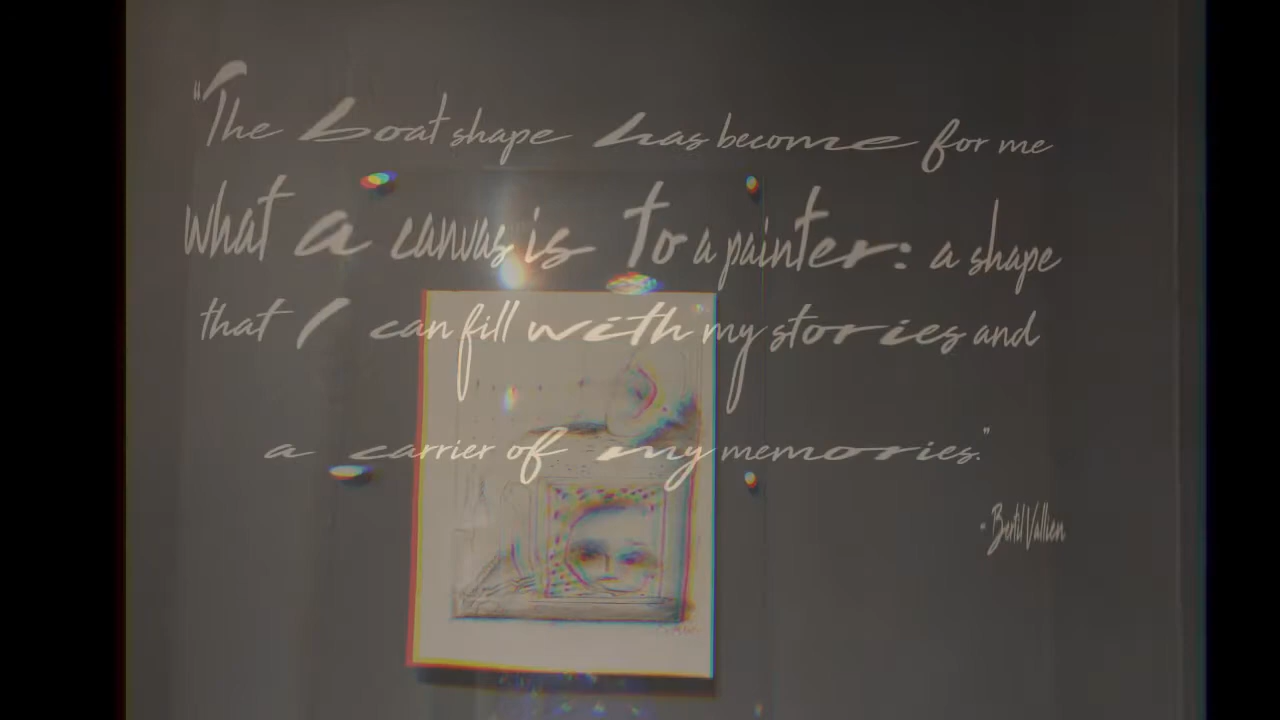 "The boat shape has become for me
what a canvas is to a painter: a shape
that I can fill with my stories and
a carrier of my memories."
- Bertil Vallien